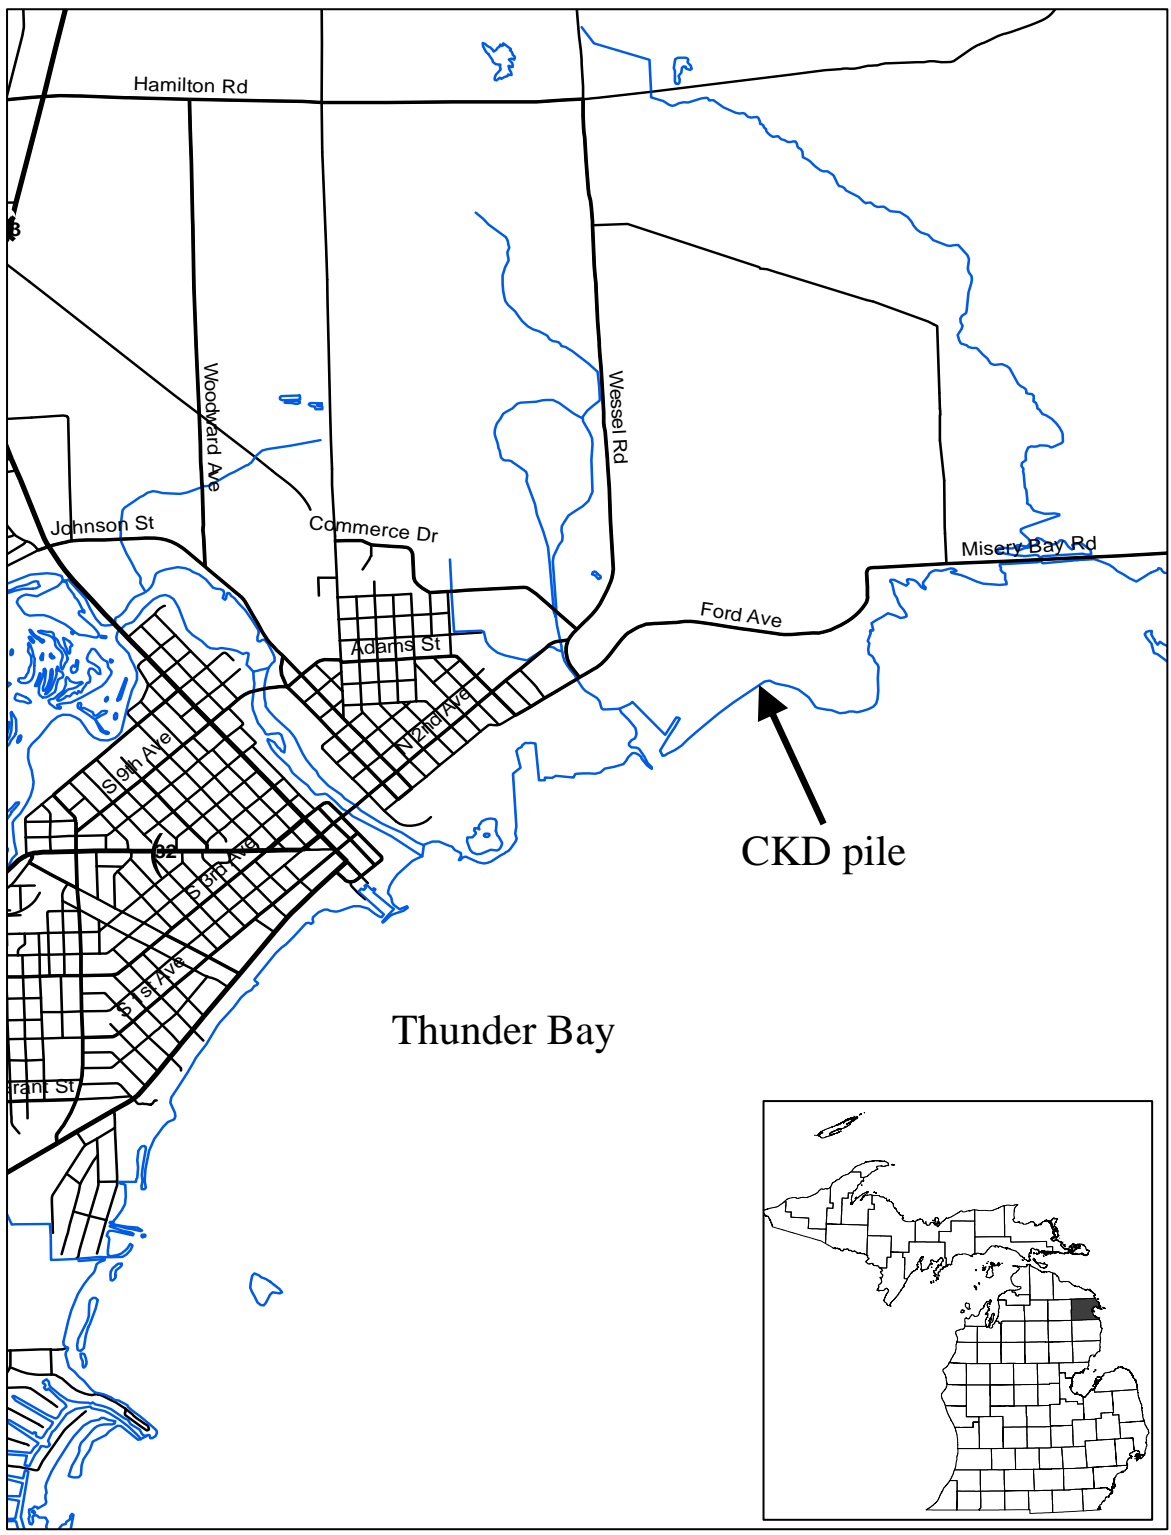 Hamilton Rd
3
Woodward Ave
Wessel Rd
Johnson St
Commerce Dr
Misery Bay Rd
Ford Ave
Adams St
N 2nd Ave
S 9th Ave
32
S 3rd Ave
CKD pile
S 1st Ave
Thunder Bay
rant St